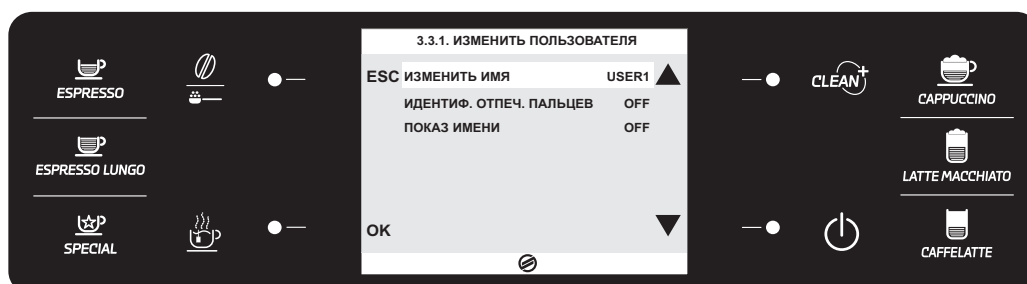 3.3.1. ИЗМЕНИТЬ ПОЛЬЗОВАТЕЛЯ
ESC ИЗМЕНИТЬ ИМЯ USER1
ИДЕНТИФ. ОТПЕЧ. ПАЛЬЦЕВ OFF
ПОКАЗ ИМЕНИ OFF
OK
ESPRESSO
ESPRESSO LUNGO
SPECIAL
CLEAN+
CAPPUCCINO
LATTE MACCHIATO
CAFFELATTE